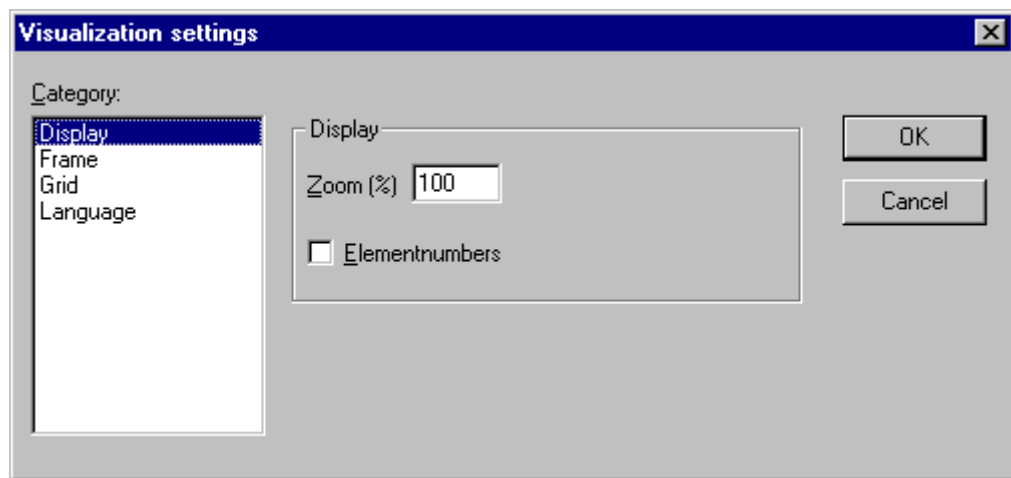 Visualization settings
Category:
Display
Frame
Grid
Language
Display
Zoom (%) 100
Elementnumbers
OK
Cancel